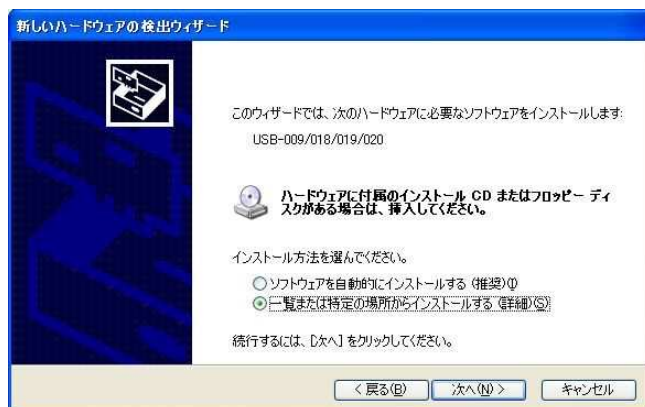 新しいハードウェアの検出ウィザード
このウィザードでは、次のハードウェアに必要なソフトウェアをインストールします:
USB-009/018/019/020
ハードウェアに付属のインストール CD またはフロッピー ディ
スクがある場合は、挿入してください。
インストール方法を選んでください。
ソフトウェアを自動的にインストールする (推奨)(I)
一覧または特定の場所からインストールする (詳細)(S)
続行するには、[次へ] をクリックしてください。
< 戻る(B)
次へ(N) >
キャンセル